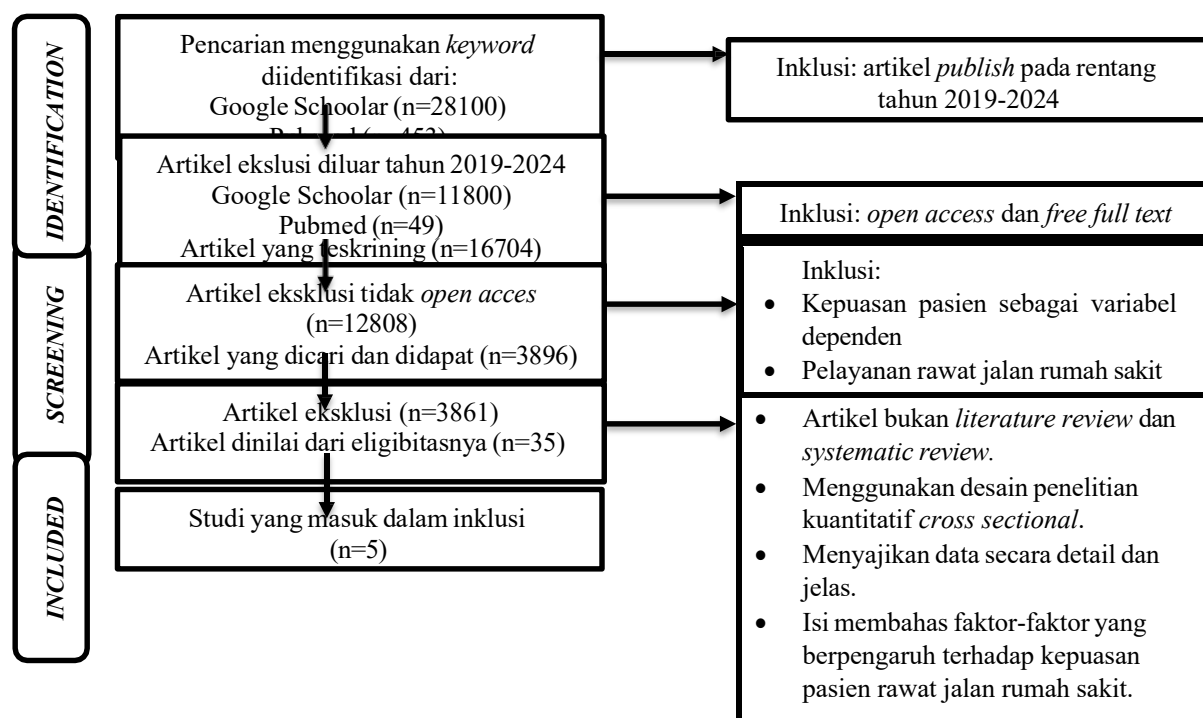 IDENTIFICATION
Pencarian menggunakan keyword
diidentifikasi dari:
Google Schoolar (n=28100)
Inklusi: artikel publish pada rentang
tahun 2019-2024
Artikel ekslusi diluar tahun 2019-2024
Google Schoolar (n=11800)
Pubmed (n=49)
Artikel yang teskrining (n=16704)
Inklusi: open access dan free full text
SCREENING
Artikel eksklusi tidak open acces
(n=12808)
Artikel yang dicari dan didapat (n=3896)
Inklusi:
• Kepuasan pasien sebagai variabel
dependen
• Pelayanan rawat jalan rumah sakit
Artikel eksklusi (n=3861)
Artikel dinilai dari eligibitasnya (n=35)
• Artikel bukan literature review dan
systematic review.
• Menggunakan desain penelitian
kuantitatif cross sectional.
• Menyajikan data secara detail dan
jelas.
• Isi membahas faktor-faktor yang
berpengaruh terhadap kepuasan
pasien rawat jalan rumah sakit.
INCLUDED
Studi yang masuk dalam inklusi
(n=5)